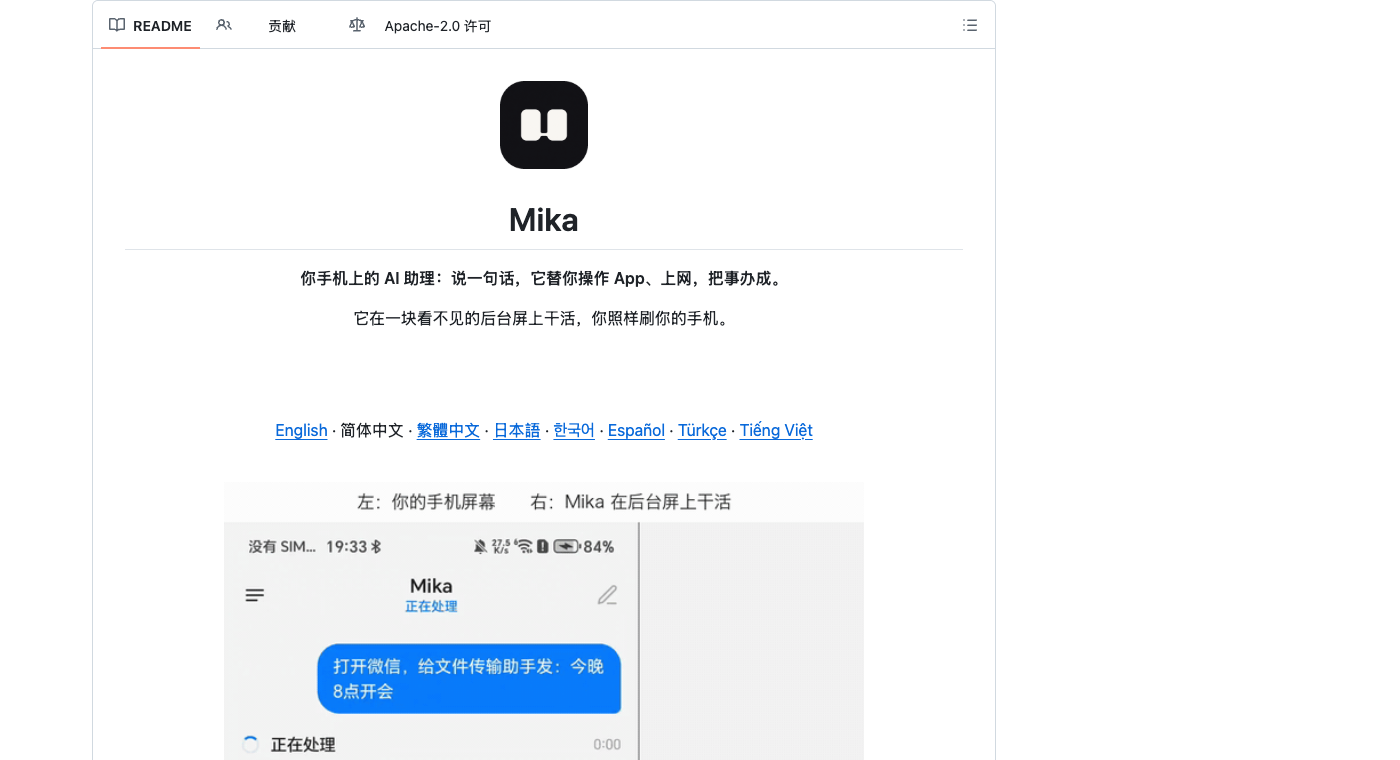 README 贡献 Apache-2.0 许可
Mika
你手机上的 AI 助理：说一句话，它替你操作 App、上网，把事办成。
它在一块看不见的后台屏上干活，你照样刷你的手机。
English · 简体中文 · 繁體中文 · 日本語 · 한국어 · Español · Türkçe · Tiếng Việt
左：你的手机屏幕 右：Mika 在后台屏上干活
没有 SIM... 19:33 27.5 K/s 6 84%
Mika
正在处理
打开微信，给文件传输助手发：今晚
8点开会
正在处理 0:00